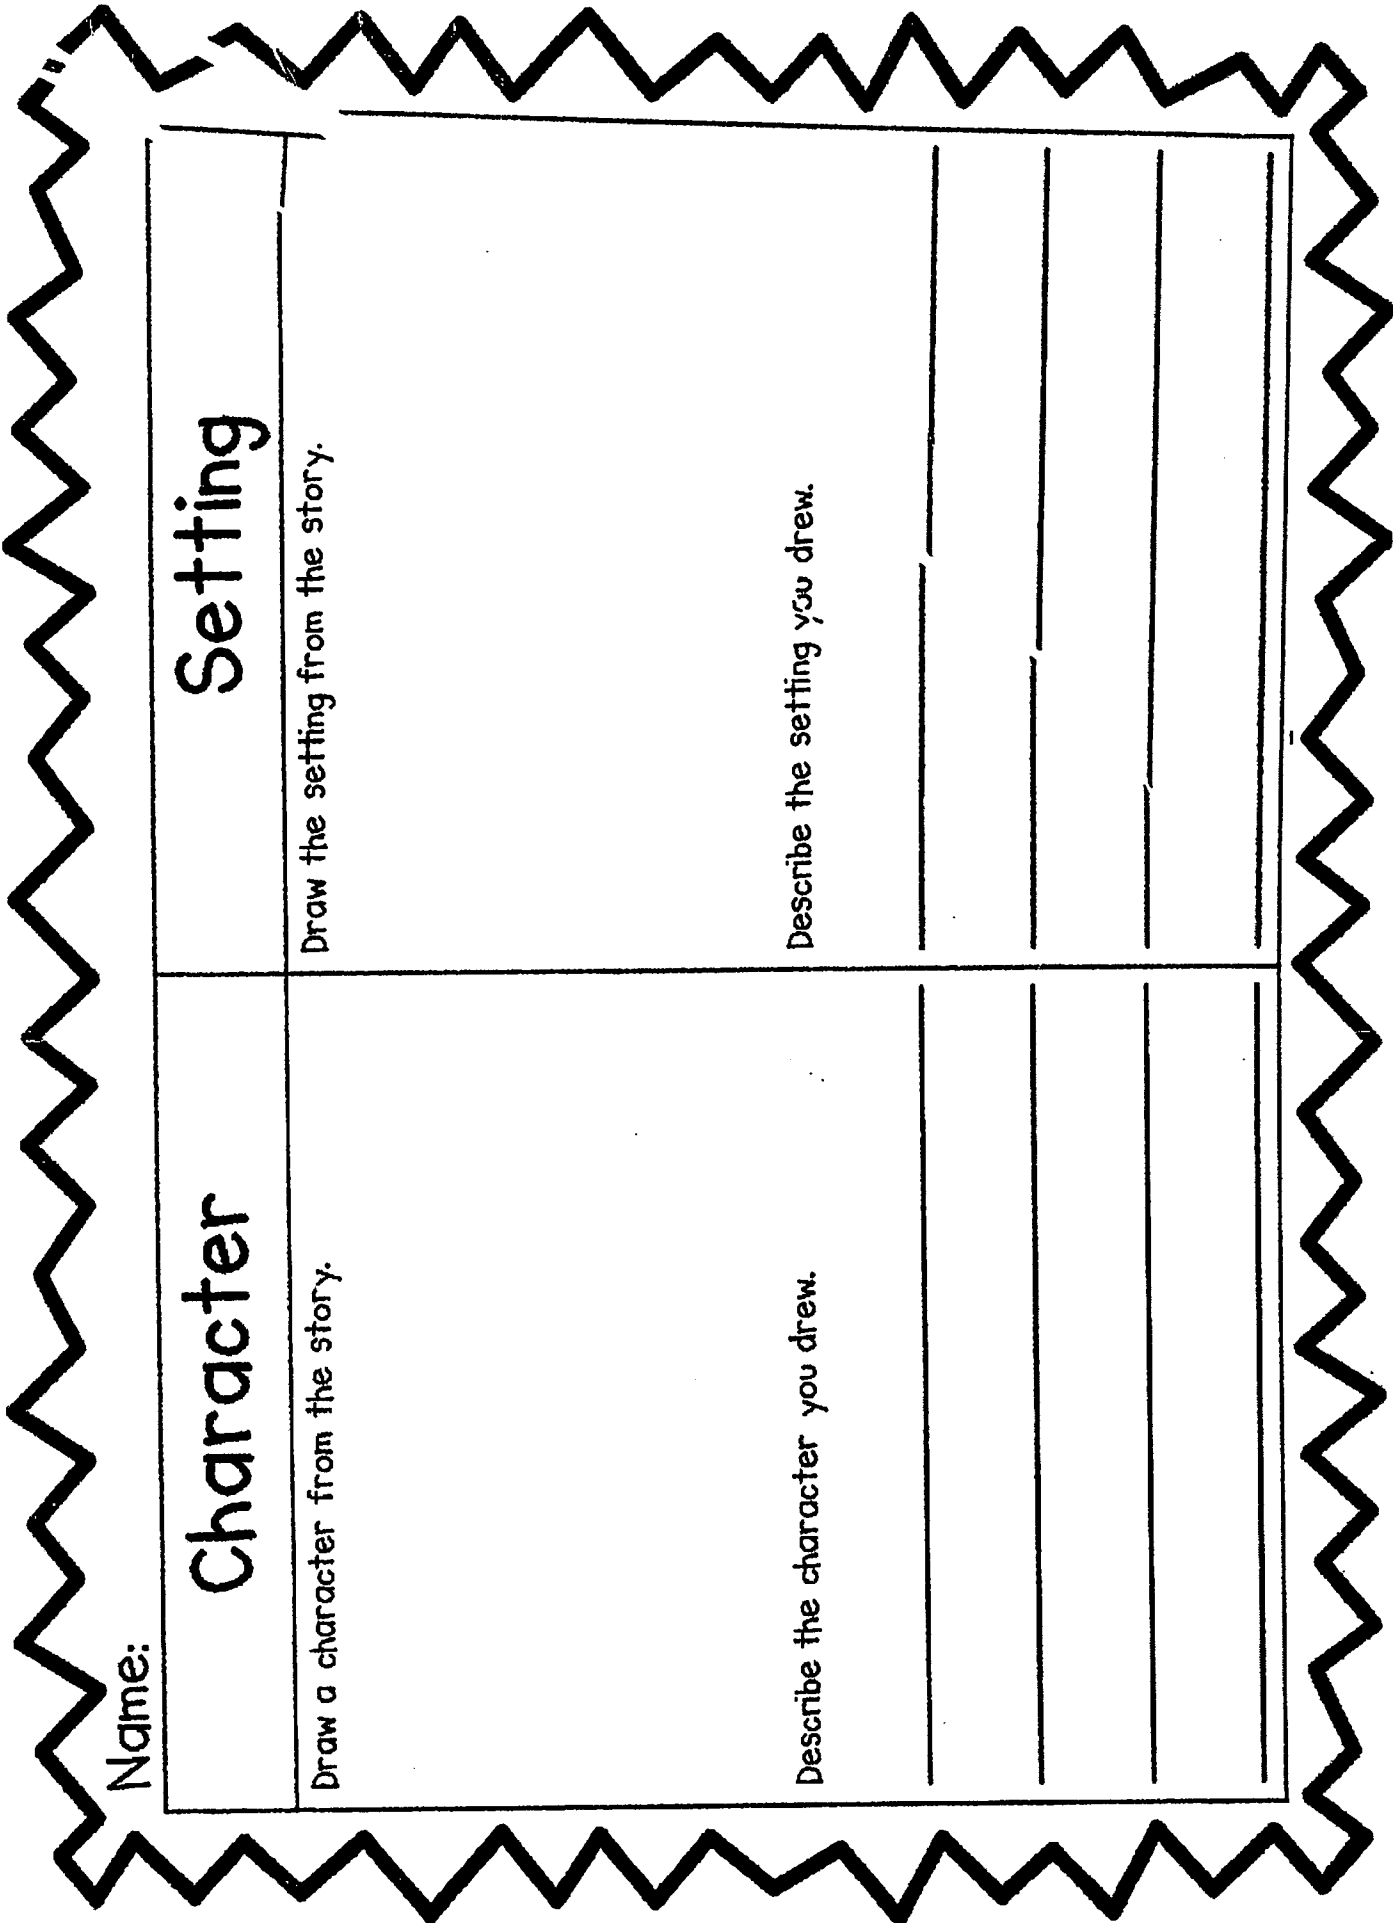 Name:
Character
Setting
Draw a character from the story.
Draw the setting from the story.
Describe the character you drew.
Describe the setting you drew.